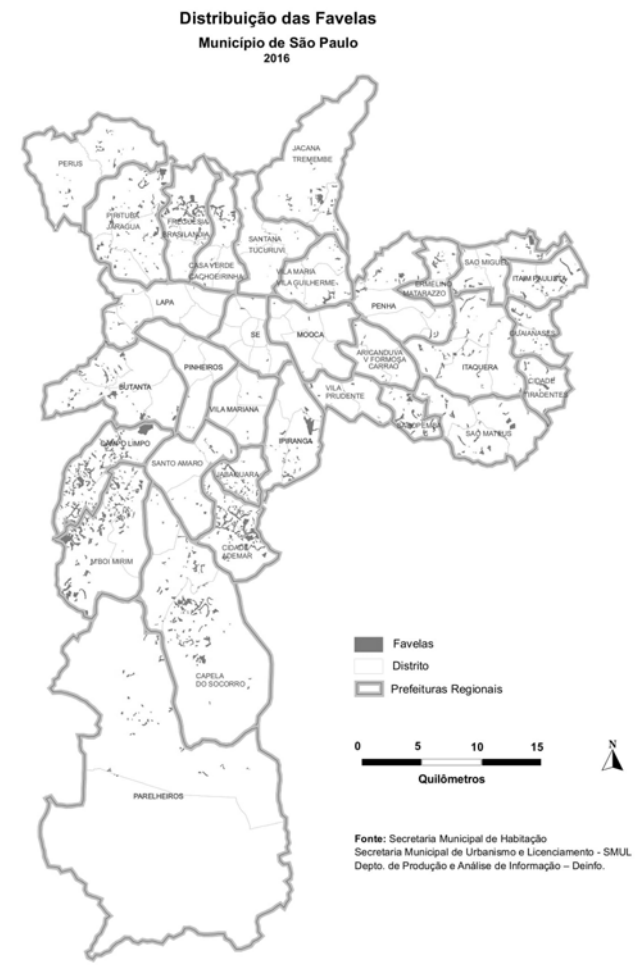 Distribuição das Favelas
Município de São Paulo
2016
JACANA
TREMEMBE
PERUS
PIRITUBA
JARAGUA
FREGUESIA
BRASILANDIA
SANTANA
TUCURUVI
CASA VERDE
CACHOEIRINHA
VILA MARIA
VILA GUILHERME
SAO MIGUEL
ERMELINO
MATARAZZO
ITAIM PAULISTA
PENHA
LAPA
SE
MOOCA
GUAIANASES
ARICANDUVA
V FORMOSA
CARRAO
ITAQUERA
PINHEIROS
BUTANTA
CIDADE
TIRADENTES
VILA
PRUDENTE
VILA MARIANA
SAPOPEMBA
SAO MATEUS
IPIRANGA
CAMPO LIMPO
SANTO AMARO
JABAQUARA
CIDADE
ADEMAR
M'BOI MIRIM
CAPELA
DO SOCORRO
PARELHEIROS
Favelas
Distrito
Prefeituras Regionais
0 5 10 15
Quilômetros
N
Fonte: Secretaria Municipal de Habitação
Secretaria Municipal de Urbanismo e Licenciamento - SMUL
Depto. de Produção e Análise de Informação – Deinfo.